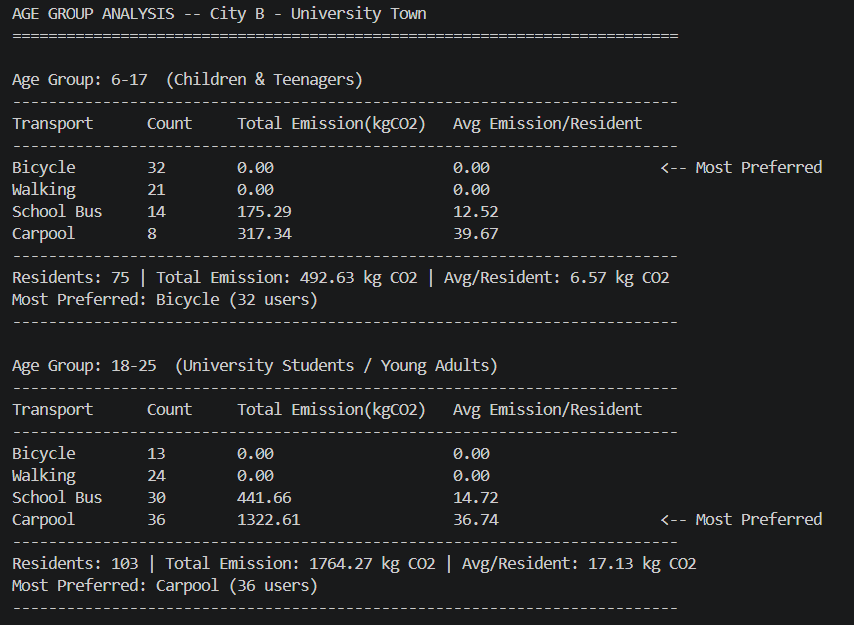 AGE GROUP ANALYSIS -- City B - University Town
==========================================================================
Age Group: 6-17  (Children & Teenagers)
--------------------------------------------------------------------------
Transport      Count     Total Emission(kgCO2)   Avg Emission/Resident
--------------------------------------------------------------------------
Bicycle        32        0.00                    0.00                   <-- Most Preferred
Walking        21        0.00                    0.00
School Bus     14        175.29                  12.52
Carpool        8         317.34                  39.67
--------------------------------------------------------------------------
Residents: 75 | Total Emission: 492.63 kg CO2 | Avg/Resident: 6.57 kg CO2
Most Preferred: Bicycle (32 users)
--------------------------------------------------------------------------
Age Group: 18-25  (University Students / Young Adults)
--------------------------------------------------------------------------
Transport      Count     Total Emission(kgCO2)   Avg Emission/Resident
--------------------------------------------------------------------------
Bicycle        13        0.00                    0.00
Walking        24        0.00                    0.00
School Bus     30        441.66                  14.72
Carpool        36        1322.61                 36.74                  <-- Most Preferred
--------------------------------------------------------------------------
Residents: 103 | Total Emission: 1764.27 kg CO2 | Avg/Resident: 17.13 kg CO2
Most Preferred: Carpool (36 users)
--------------------------------------------------------------------------